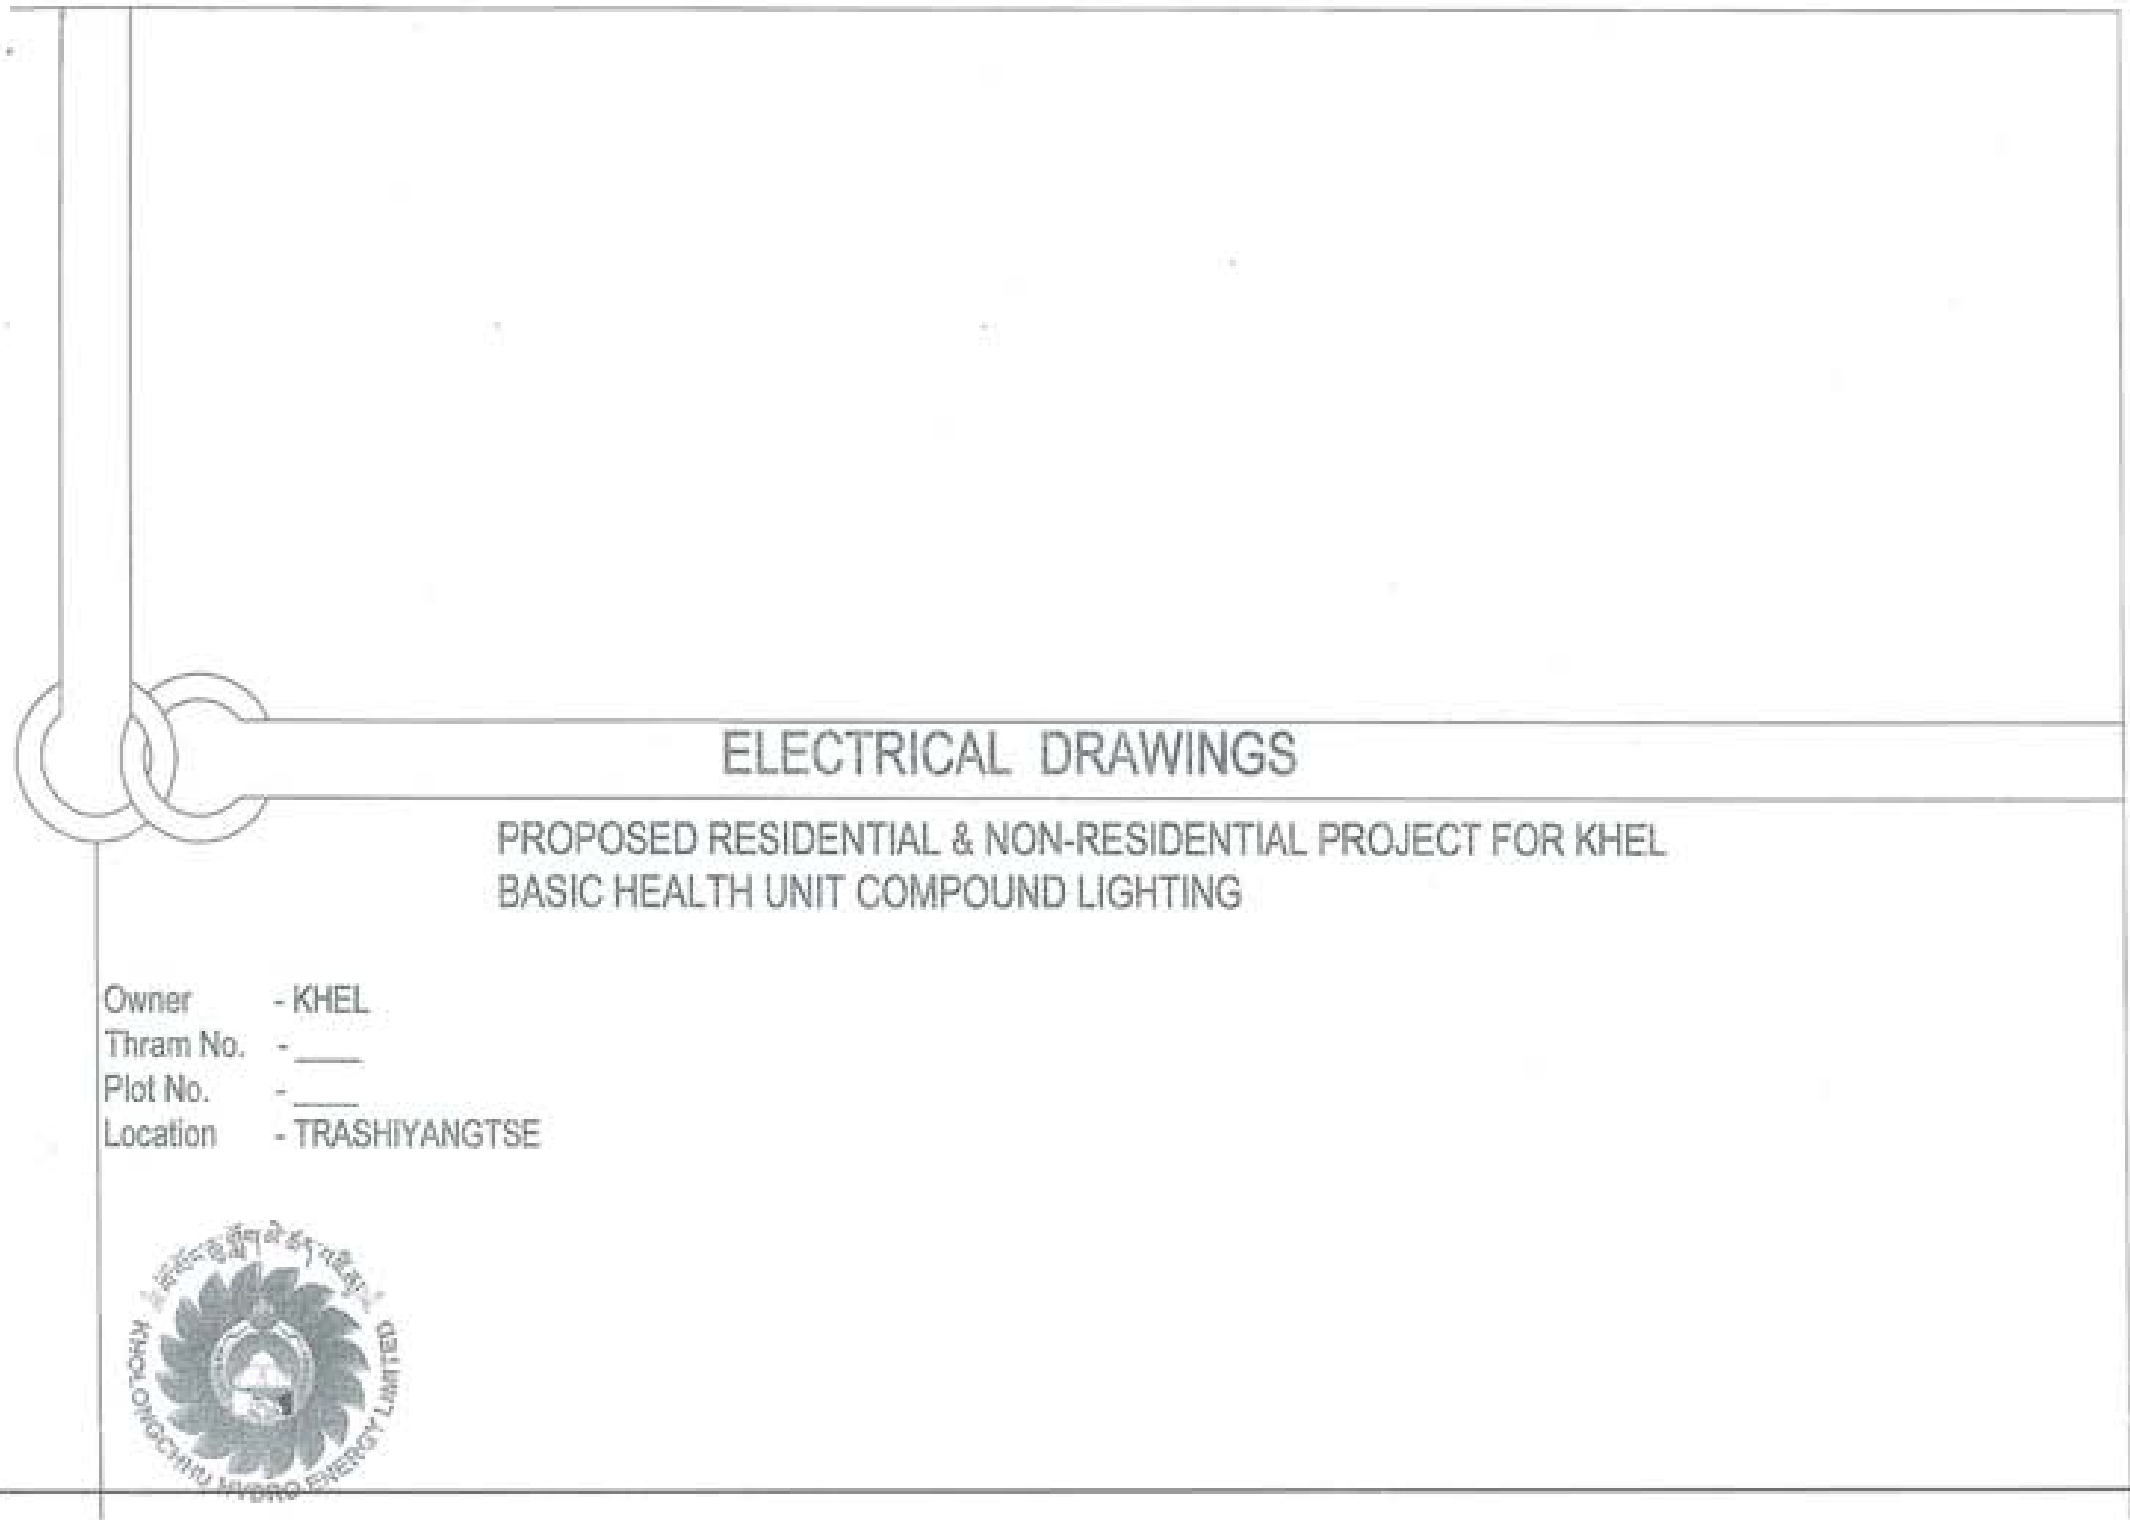 ELECTRICAL DRAWINGS
PROPOSED RESIDENTIAL & NON-RESIDENTIAL PROJECT FOR KHEL
BASIC HEALTH UNIT COMPOUND LIGHTING
Owner - KHEL
Thram No. - ____
Plot No. - ____
Location - TRASHIYANGTSE
KHOLONGCHHU HYDRO ENERGY LIMITED